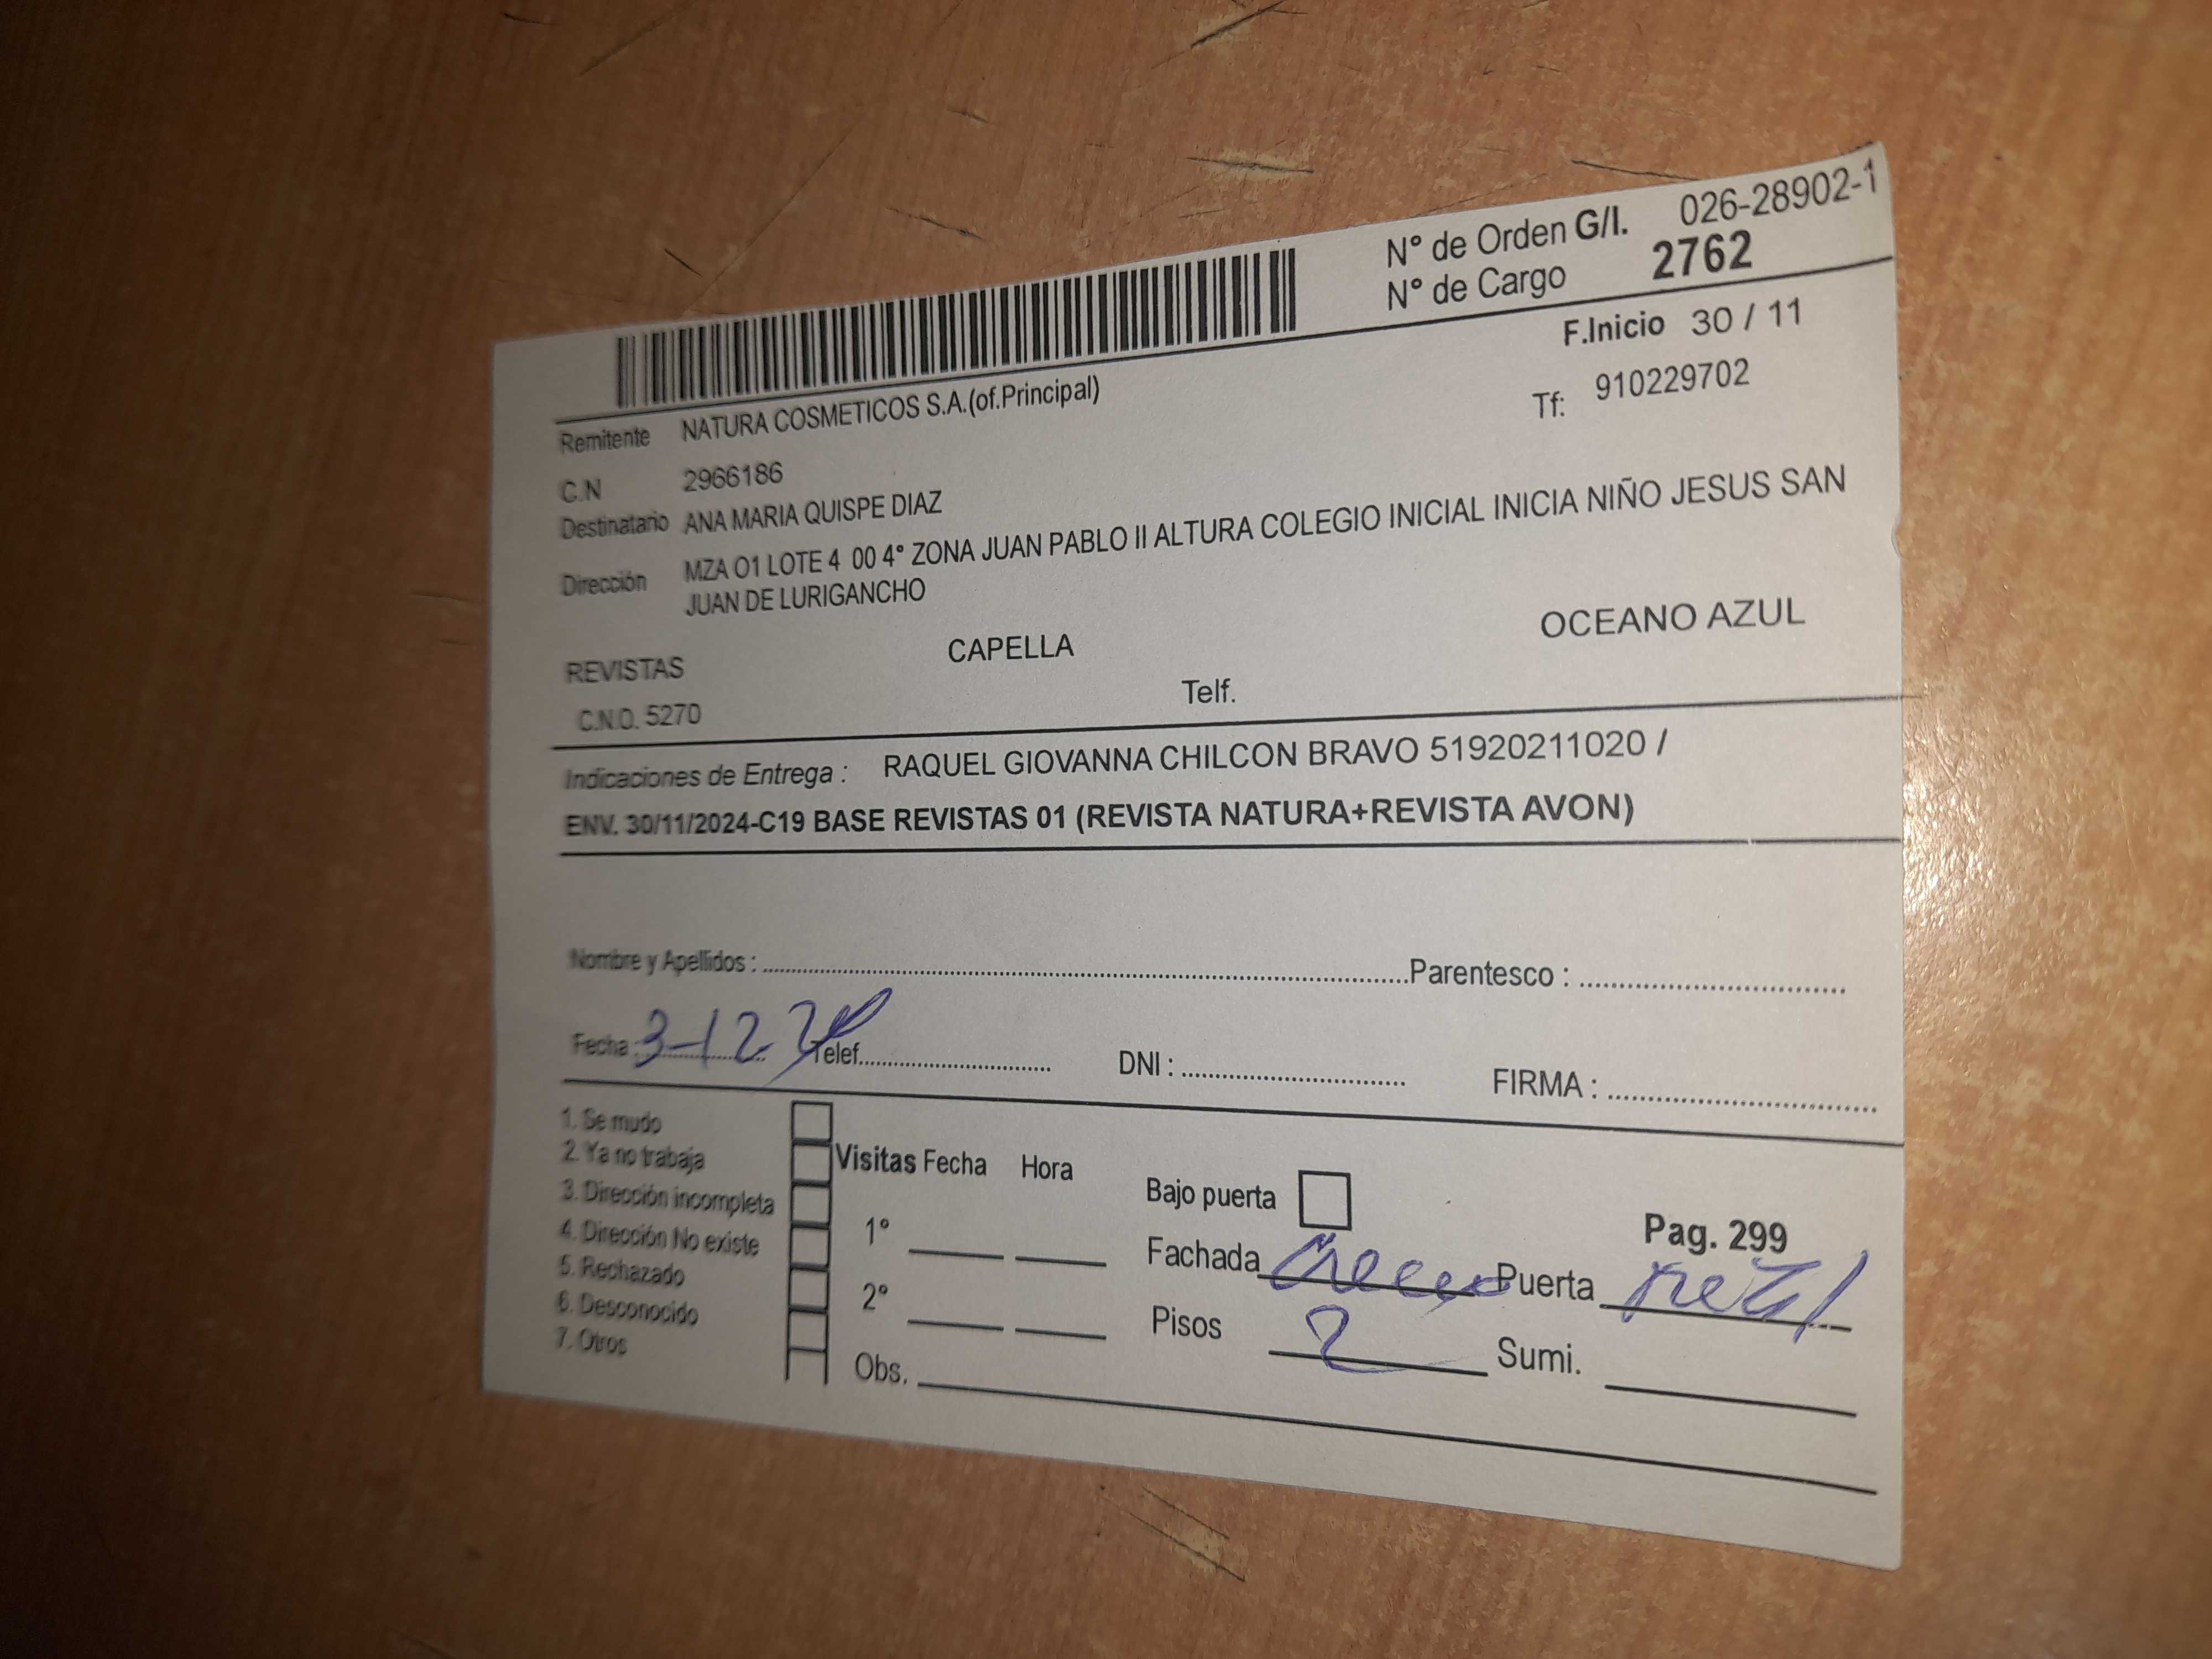 N° de Orden G/I. 026-28902-1
N° de Cargo 2762
F.Inicio 30 / 11
Remitente NATURA COSMETICOS S.A.(of.Principal)
Tf: 910229702
C.N 2966186
Destinatario ANA MARIA QUISPE DIAZ
Dirección MZA O1 LOTE 4 00 4° ZONA JUAN PABLO II ALTURA COLEGIO INICIAL INICIA NIÑO JESUS SAN
JUAN DE LURIGANCHO
REVISTAS CAPELLA OCEANO AZUL
C.N.O. 5270 Telf.
Indicaciones de Entrega : RAQUEL GIOVANNA CHILCON BRAVO 51920211020 /
ENV. 30/11/2024-C19 BASE REVISTAS 01 (REVISTA NATURA+REVISTA AVON)
Nombre y Apellidos : Parentesco :
Fecha : 3-12 Telef. DNI : FIRMA :
1. Se mudo
2. Ya no trabaja
3. Dirección incompleta
4. Dirección No existe
5. Rechazado
6. Desconocido
7. Otros
Visitas Fecha Hora
1°
2°
Obs.
Bajo puerta
Pag. 299
Fachada Puerta
Pisos 2 Sumi.